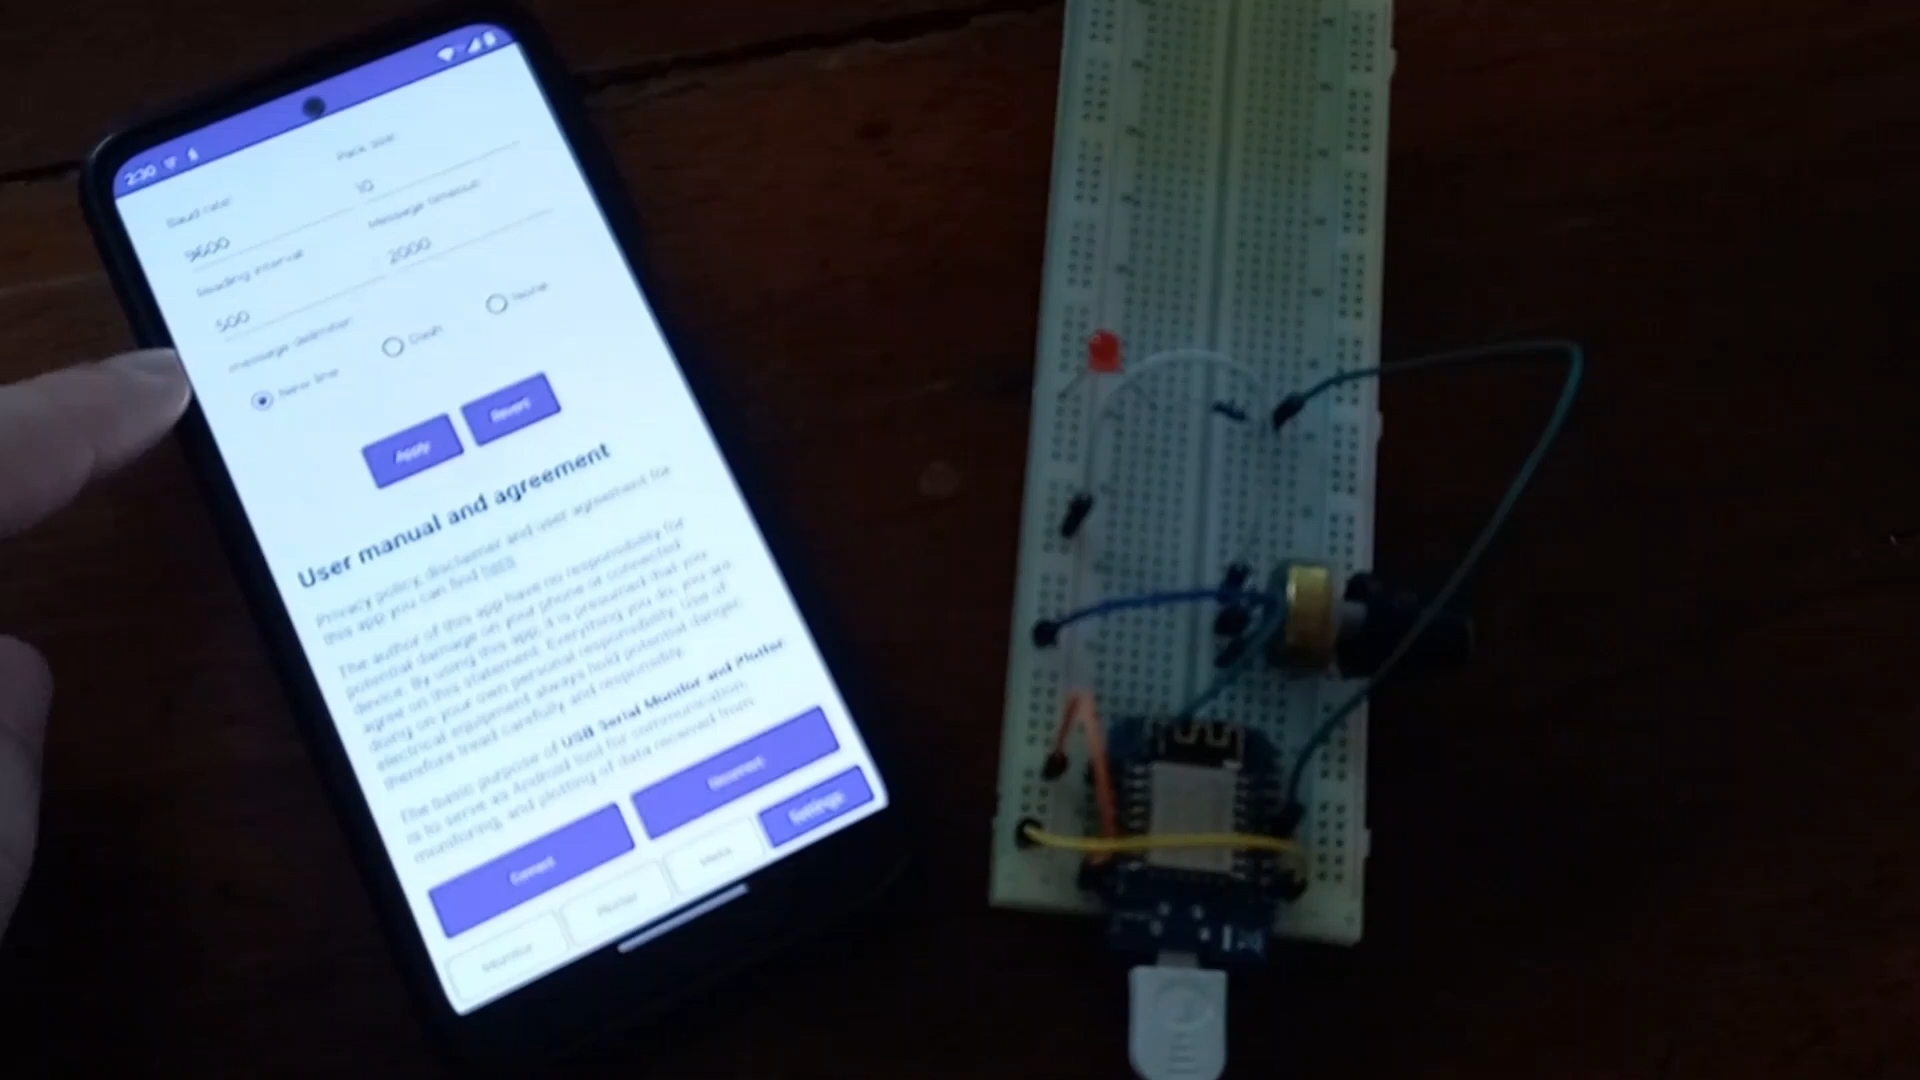 2:30
Pack size:
Baud rate:
10
9600
Message timeout:
Reading interval:
2000
500
message delimiter:
New line
Dash
None
Apply
Revert
User manual and agreement
Privacy policy, disclaimer and user agreement for
this app you can find here.
The author of this app have no responsibility for
potential damage on your phone or connected
device. By using this app, it is presumed that you
agree on this statement. Everything you do, you are
doing on your own personal responsibility. Use of
electrical equipment always hold potential danger,
therefore tread carefully and responsibly.
The basic purpose of USB Serial Monitor and Plotter
is to serve as Android tool for communication,
monitoring, and plotting of data received from
Connect
Disconnect
Monitor
Plotter
Settings